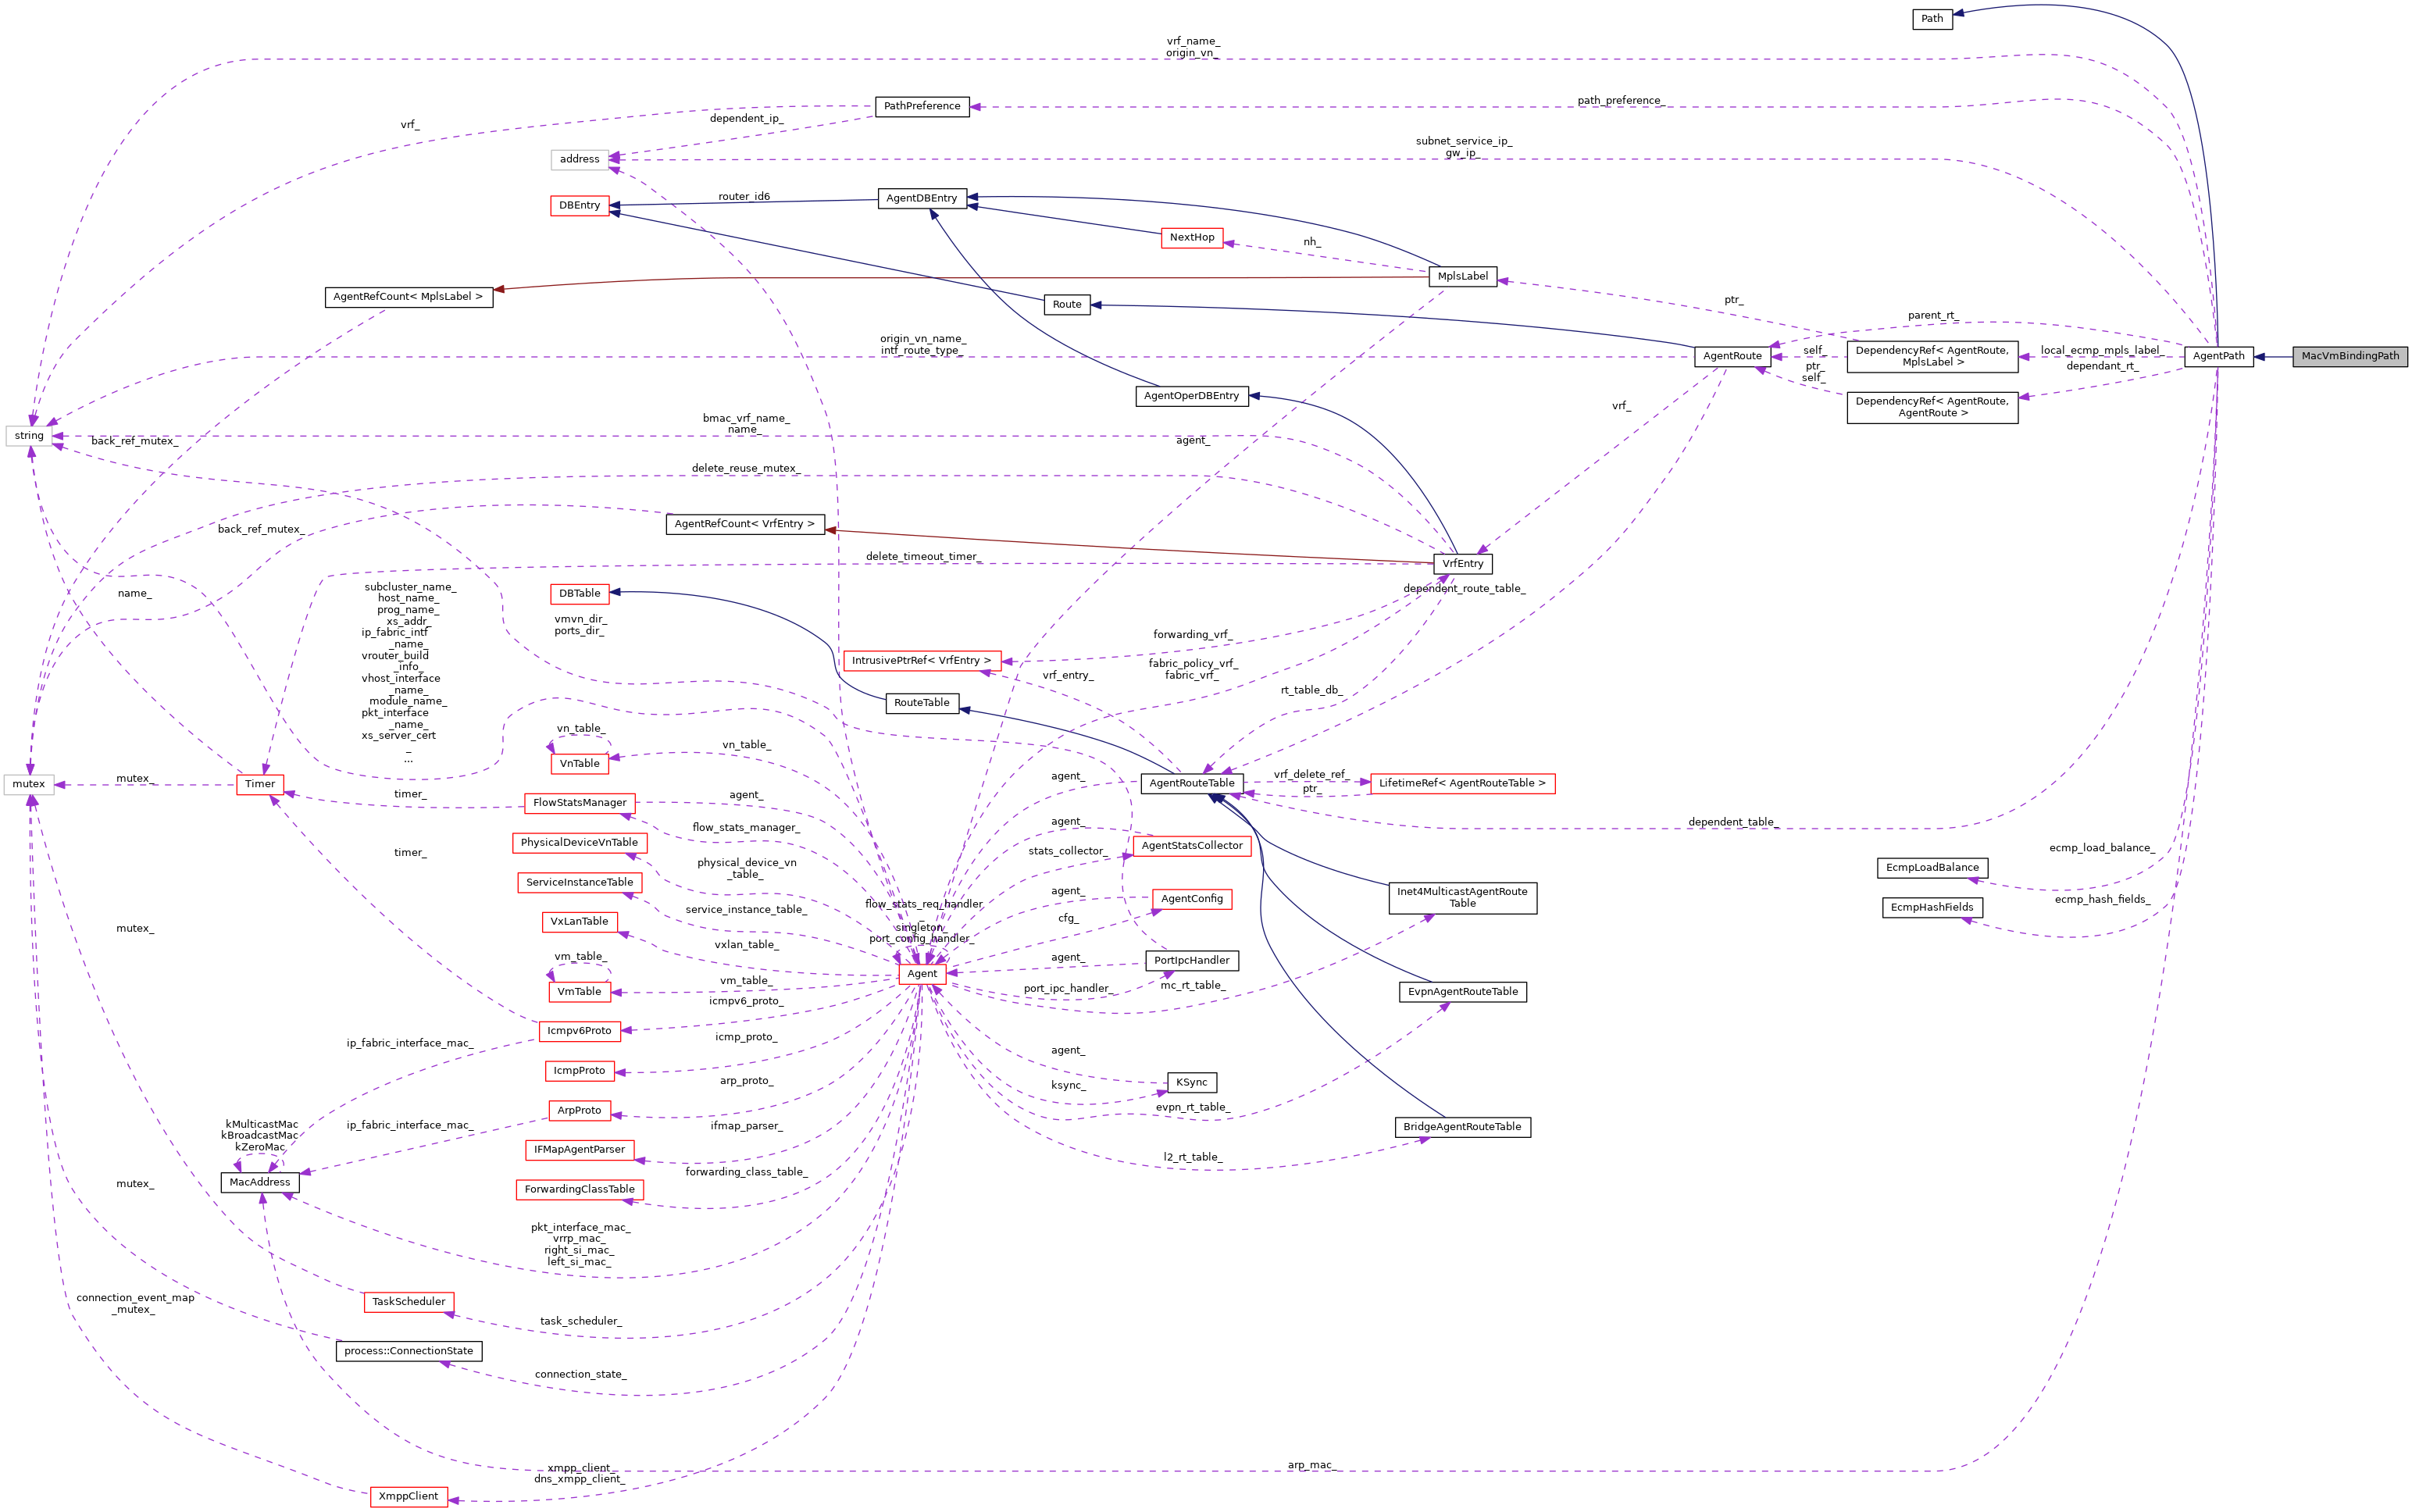 Path
vrf_name_
origin_vn_
PathPreference
path_preference_
dependent_ip_
vrf_
address
subnet_service_ip_
gw_ip_
DBEntry
router_id6
AgentDBEntry
NextHop
nh_
MplsLabel
AgentRefCount< MplsLabel >
Route
ptr_
parent_rt_
origin_vn_name_
intf_route_type_
AgentRoute
self_
DependencyRef< AgentRoute,
MplsLabel >
local_ecmp_mpls_label_
AgentPath
MacVmBindingPath
ptr_
self_
dependant_rt_
DependencyRef< AgentRoute,
AgentRoute >
AgentOperDBEntry
vrf_
string
back_ref_mutex_
bmac_vrf_name_
name_
agent_
delete_reuse_mutex_
back_ref_mutex_
AgentRefCount< VrfEntry >
delete_timeout_timer_
VrfEntry
name_
subcluster_name_
host_name_
prog_name_
xs_addr_
ip_fabric_intf
_name_
vrouter_build
_info_
vhost_interface
_name_
module_name_
pkt_interface
_name_
xs_server_cert
_
...
DBTable
dependent_route_table_
vmvn_dir_
ports_dir_
forwarding_vrf_
IntrusivePtrRef< VrfEntry >
vrf_entry_
fabric_policy_vrf_
fabric_vrf_
rt_table_db_
RouteTable
vn_table_
VnTable
vn_table_
mutex
mutex_
Timer
timer_
FlowStatsManager
agent_
agent_
AgentRouteTable
vrf_delete_ref_
ptr_
LifetimeRef< AgentRouteTable >
flow_stats_manager_
agent_
dependent_table_
PhysicalDeviceVnTable
physical_device_vn
_table_
stats_collector_
AgentStatsCollector
timer_
ecmp_load_balance_
EcmpLoadBalance
ServiceInstanceTable
service_instance_table_
flow_stats_req_handler
_
singleton_
port_config_handler_
agent_
AgentConfig
cfg_
Inet4MulticastAgentRoute
Table
EcmpHashFields
ecmp_hash_fields_
mutex_
VxLanTable
vxlan_table_
vm_table_
VmTable
vm_table_
Agent
agent_
PortIpcHandler
port_ipc_handler_
mc_rt_table_
EvpnAgentRouteTable
icmpv6_proto_
Icmpv6Proto
ip_fabric_interface_mac_
icmp_proto_
IcmpProto
agent_
KSync
ksync_
arp_proto_
ArpProto
evpn_rt_table_
kMulticastMac
kBroadcastMac
kZeroMac
ip_fabric_interface_mac_
ifmap_parser_
IFMapAgentParser
BridgeAgentRouteTable
l2_rt_table_
MacAddress
mutex_
forwarding_class_table_
ForwardingClassTable
pkt_interface_mac_
vrrp_mac_
right_si_mac_
left_si_mac_
connection_event_map
_mutex_
TaskScheduler
task_scheduler_
process::ConnectionState
connection_state_
xmpp_client_
dns_xmpp_client_
arp_mac_
XmppClient